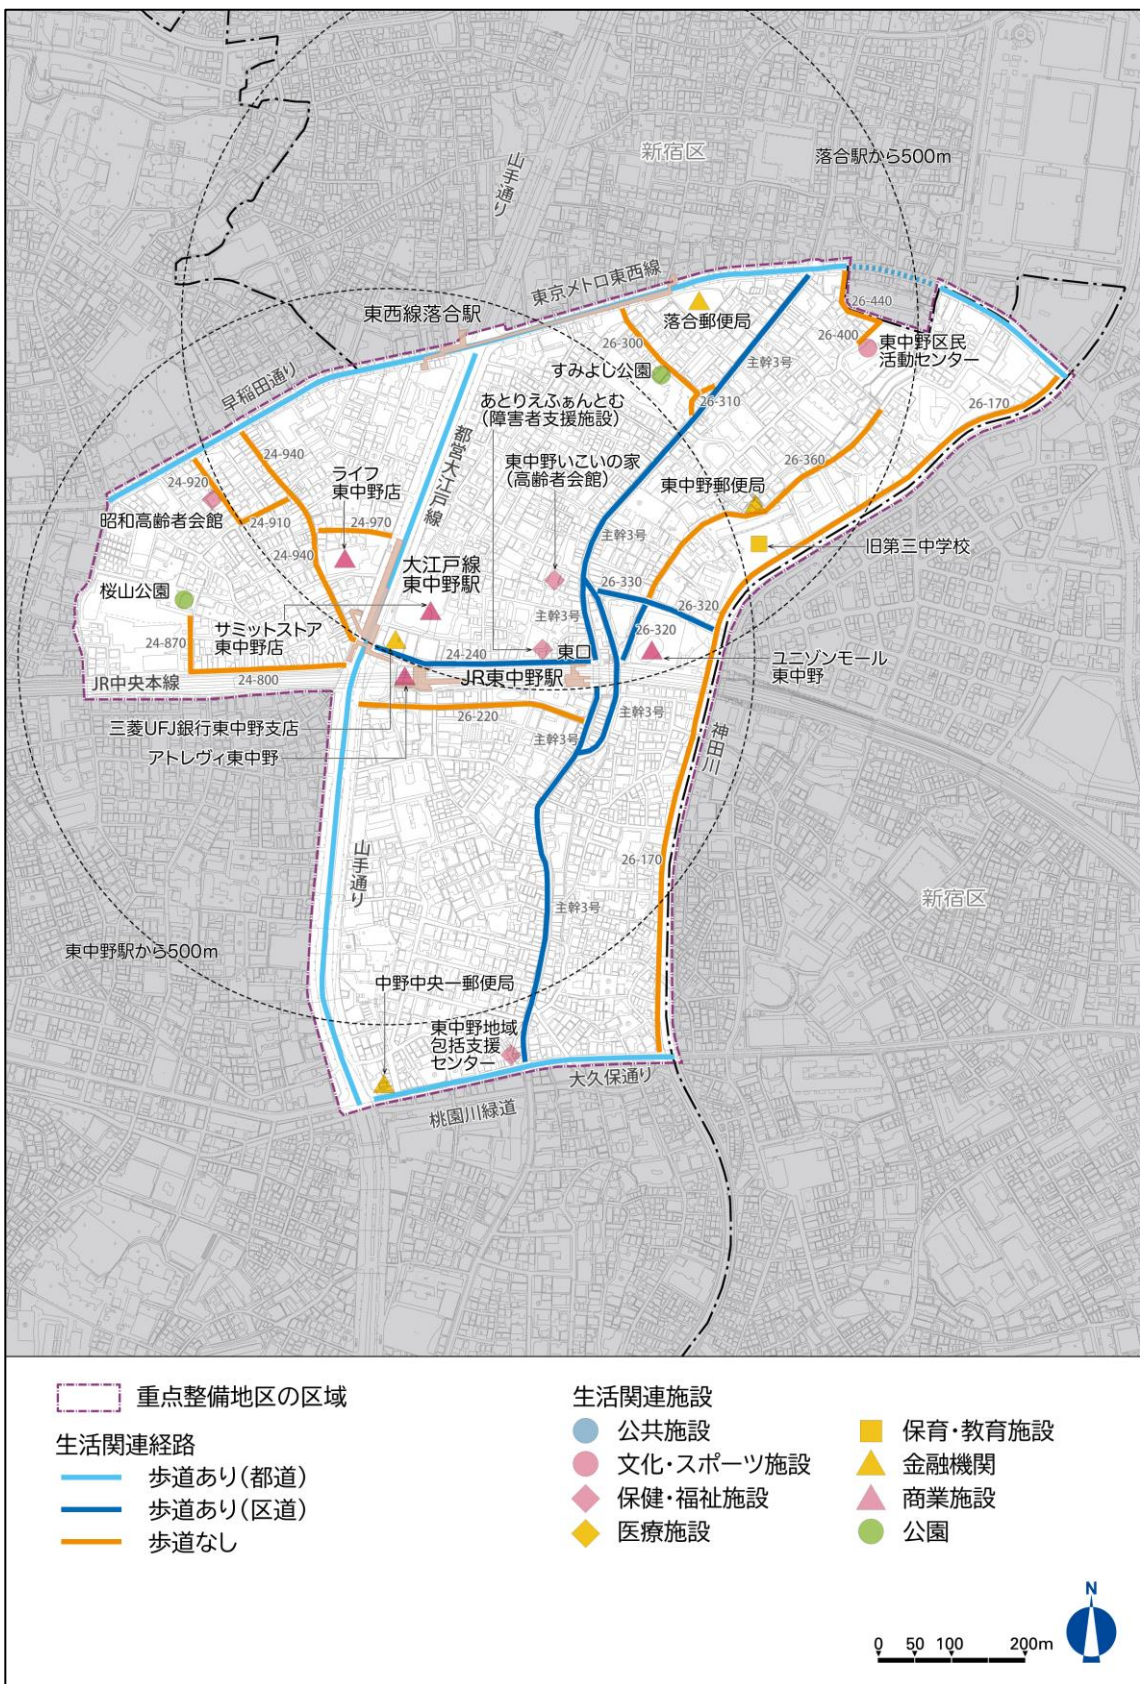 新宿区
落合駅から500m
山手通り
東京メトロ東西線
26-440
落合郵便局
東西線落合駅
26-400
東中野区民
活動センター
26-300
主幹3号
すみよし公園
早稲田通り
あとりえふぁんとむ
(障害者支援施設)
26-310
26-170
都営大江戸線
24-940
ライフ
東中野店
東中野いこいの家
(高齢者会館)
26-360
東中野郵便局
24-920
昭和高齢者会館
24-910
24-970
主幹3号
旧第三中学校
24-940
大江戸線
東中野駅
26-330
桜山公園
26-320
主幹3号
サミットストア
東中野店
24-870
26-320
24-240
東口
ユニゾンモール
東中野
JR中央本線
24-800
JR東中野駅
26-220
主幹3号
三菱UFJ銀行東中野支店
主幹3号
神田川
アトレヴィ東中野
山手通り
26-170
主幹3号
新宿区
東中野駅から500m
中野中央一郵便局
東中野地域
包括支援
センター
大久保通り
桃園川緑道
重点整備地区の区域
生活関連経路
歩道あり(都道)
歩道あり(区道)
歩道なし
生活関連施設
公共施設
文化・スポーツ施設
保健・福祉施設
医療施設
保育・教育施設
金融機関
商業施設
公園
N
0 50 100 200m